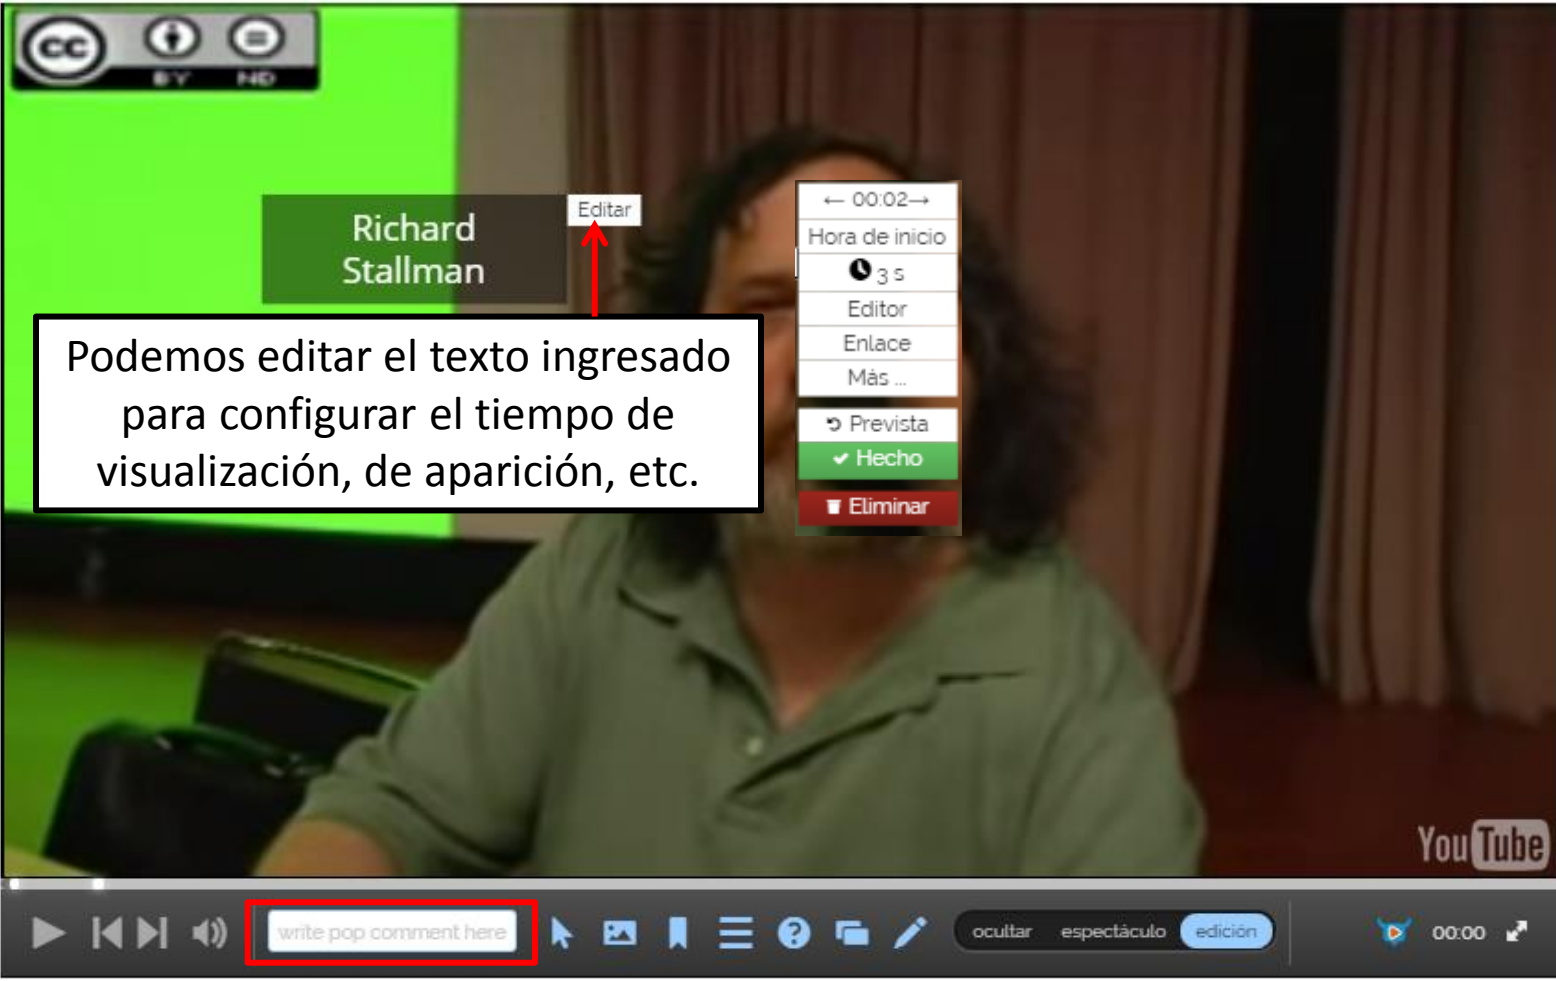 cc
BY ND
Richard
Stallman
Editar
Podemos editar el texto ingresado
para configurar el tiempo de
visualización, de aparición, etc.
← 00:02→
Hora de inicio
3 s
Editor
Enlace
Más ...
Prevista
Hecho
Eliminar
YouTube
write pop comment here
?
ocultar espectáculo edición
00:00